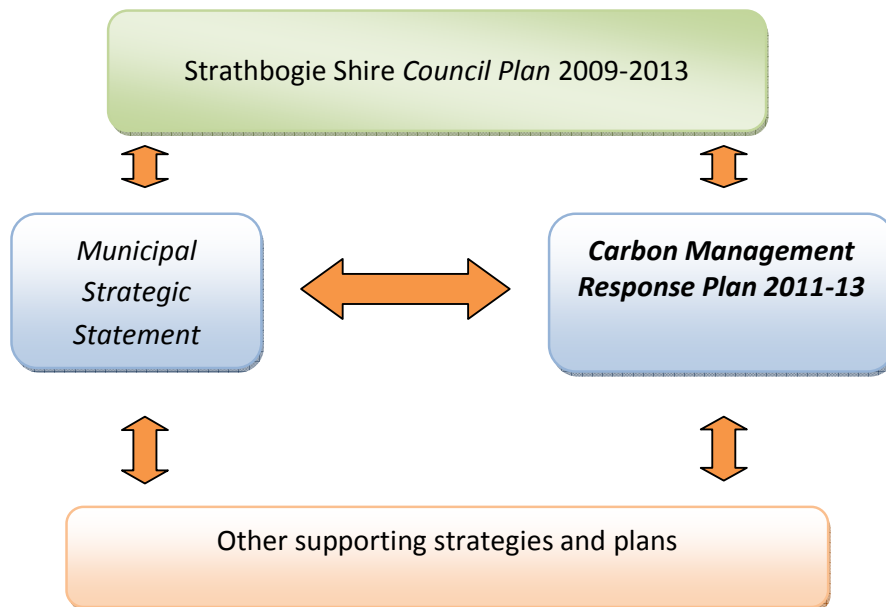 Strathbogie Shire Council Plan 2009-2013
Municipal
Strategic
Statement
Carbon Management
Response Plan 2011-13
Other supporting strategies and plans